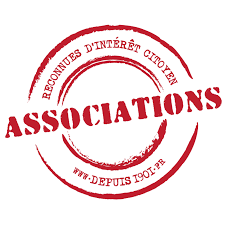 RECONNUES D'INTÉRÊT CITOYEN
ASSOCIATIONS
WWW.DEPUIS1901.FR